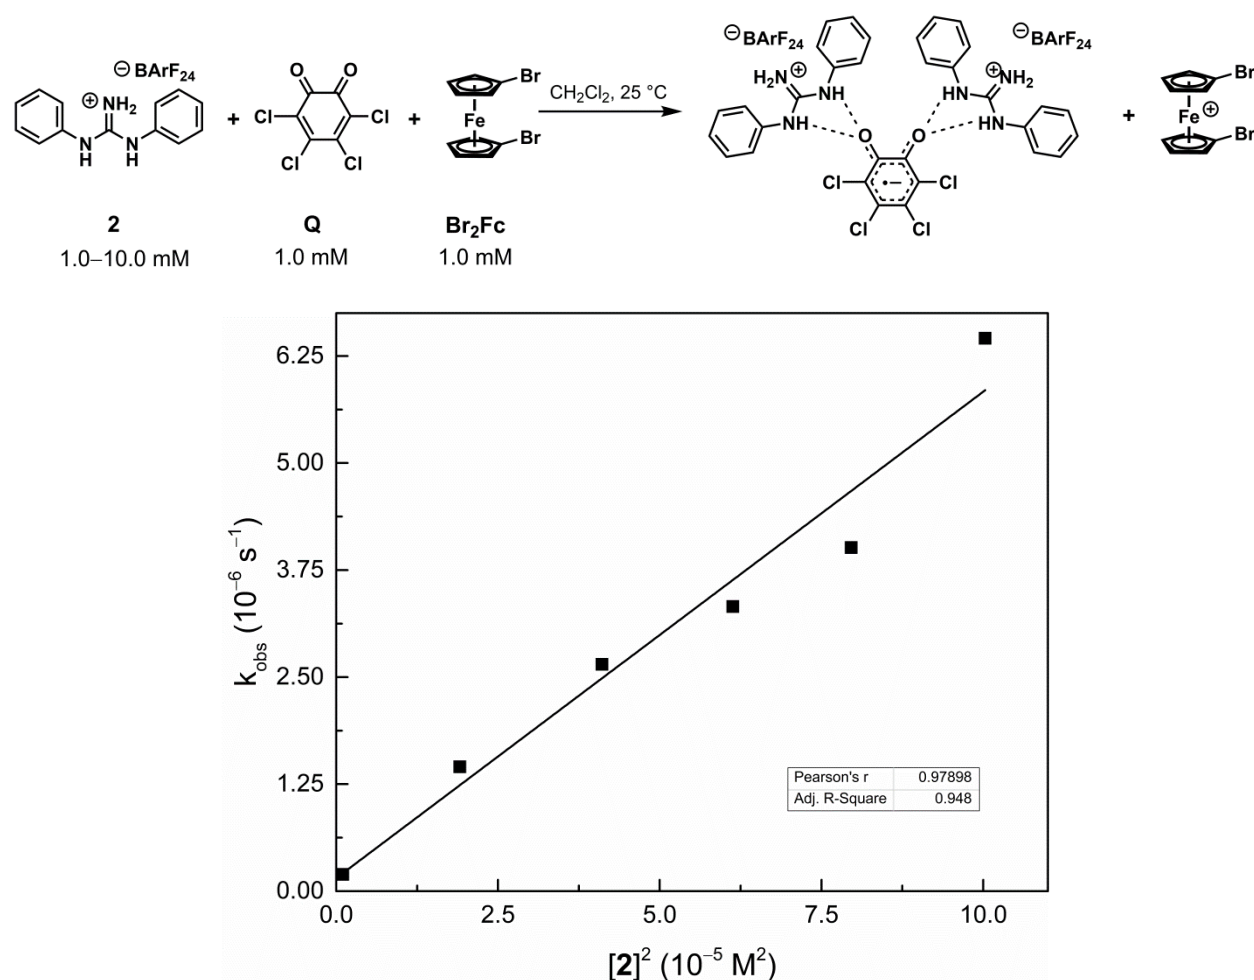 ⊖ BArF24
⊕
NH2
N
H
N
H
2
1.0–10.0 mM
+
O
O
Cl
Cl
Cl
Cl
Q
1.0 mM
+
Br
Fe
Br
Br2Fc
1.0 mM
CH2Cl2, 25 °C
⊖BArF24
H2N
⊕
NH
NH
⊖BArF24
⊕
NH2
HN
HN
O
O
Cl
Cl
Cl
Cl
•–
+
Br
Fe⊕
Br
kobs (10−6 s−1)
6.25
5.00
3.75
2.50
1.25
0.00
Pearson's r 0.97898
Adj. R-Square 0.948
0.0 2.5 5.0 7.5 10.0
[2]2 (10−5 M2)